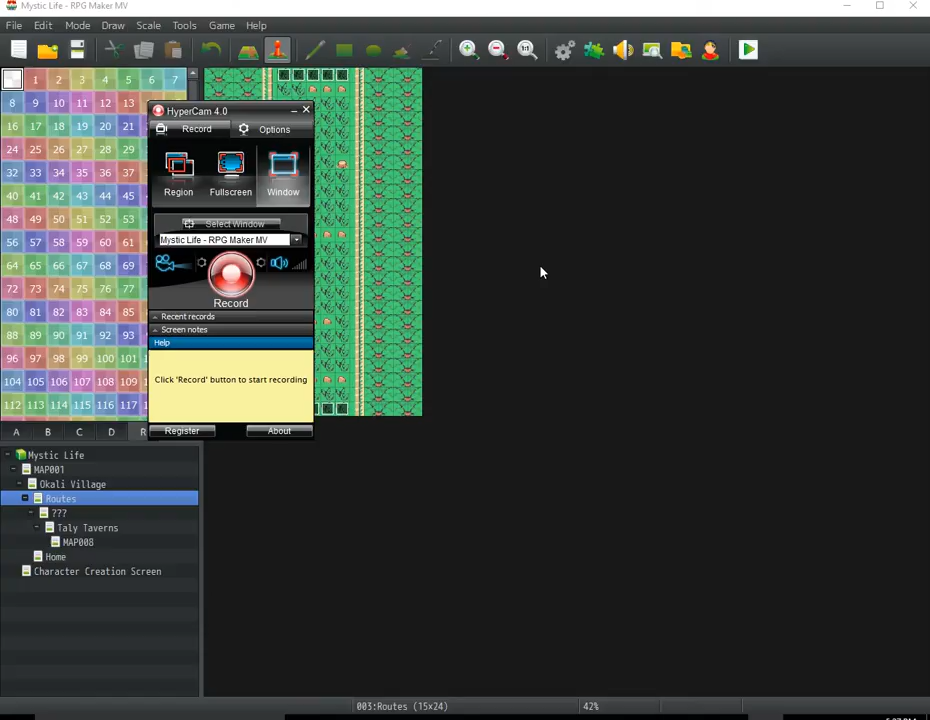 Mystic Life - RPG Maker MV
File Edit Mode Draw Scale Tools Game Help
1 2 3 4 5 6 7
8 9 10 11 12 13
16 17 18 19 20 21
24 25 26 27 28 29
32 33 34 35 36 37
40 41 42 43 44 45
48 49 50 51 52 53
56 57 58 59 60 61
64 65 66 67 68 69
72 73 74 75 76 77
80 81 82 83 84 85
88 89 90 91 92 93
96 97 98 99 100 101
104 105 106 107 108 109
112 113 114 115 116 117
A B C D R
HyperCam 4.0
Record Options
Region Fullscreen Window
Select Window
Mystic Life - RPG Maker MV
Record
Recent records
Screen notes
Help
Click 'Record' button to start recording
Register About
Mystic Life
MAP001
Okali Village
Routes
???
Taly Taverns
MAP008
Home
Character Creation Screen
003:Routes (15x24) 42%